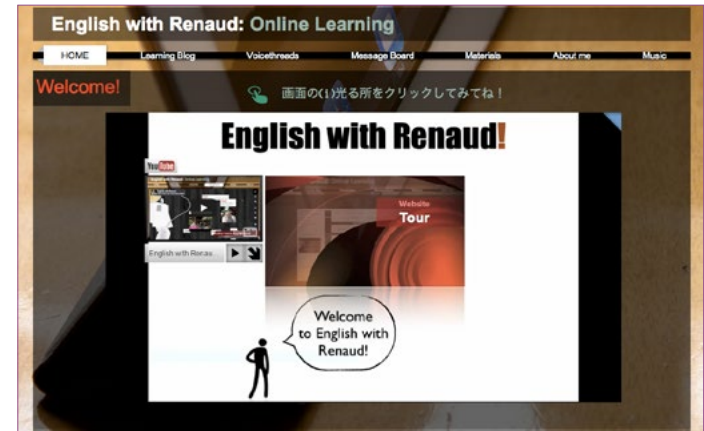 English with Renaud: Online Learning
HOME Learning Blog Voicethreads Message Board Materials About me Music
Welcome!
画面の(1)光る所をクリックしてみてね！
English with Renaud!
YouTube
Website
Tour
English with Renau
Welcome
to English with
Renaud!